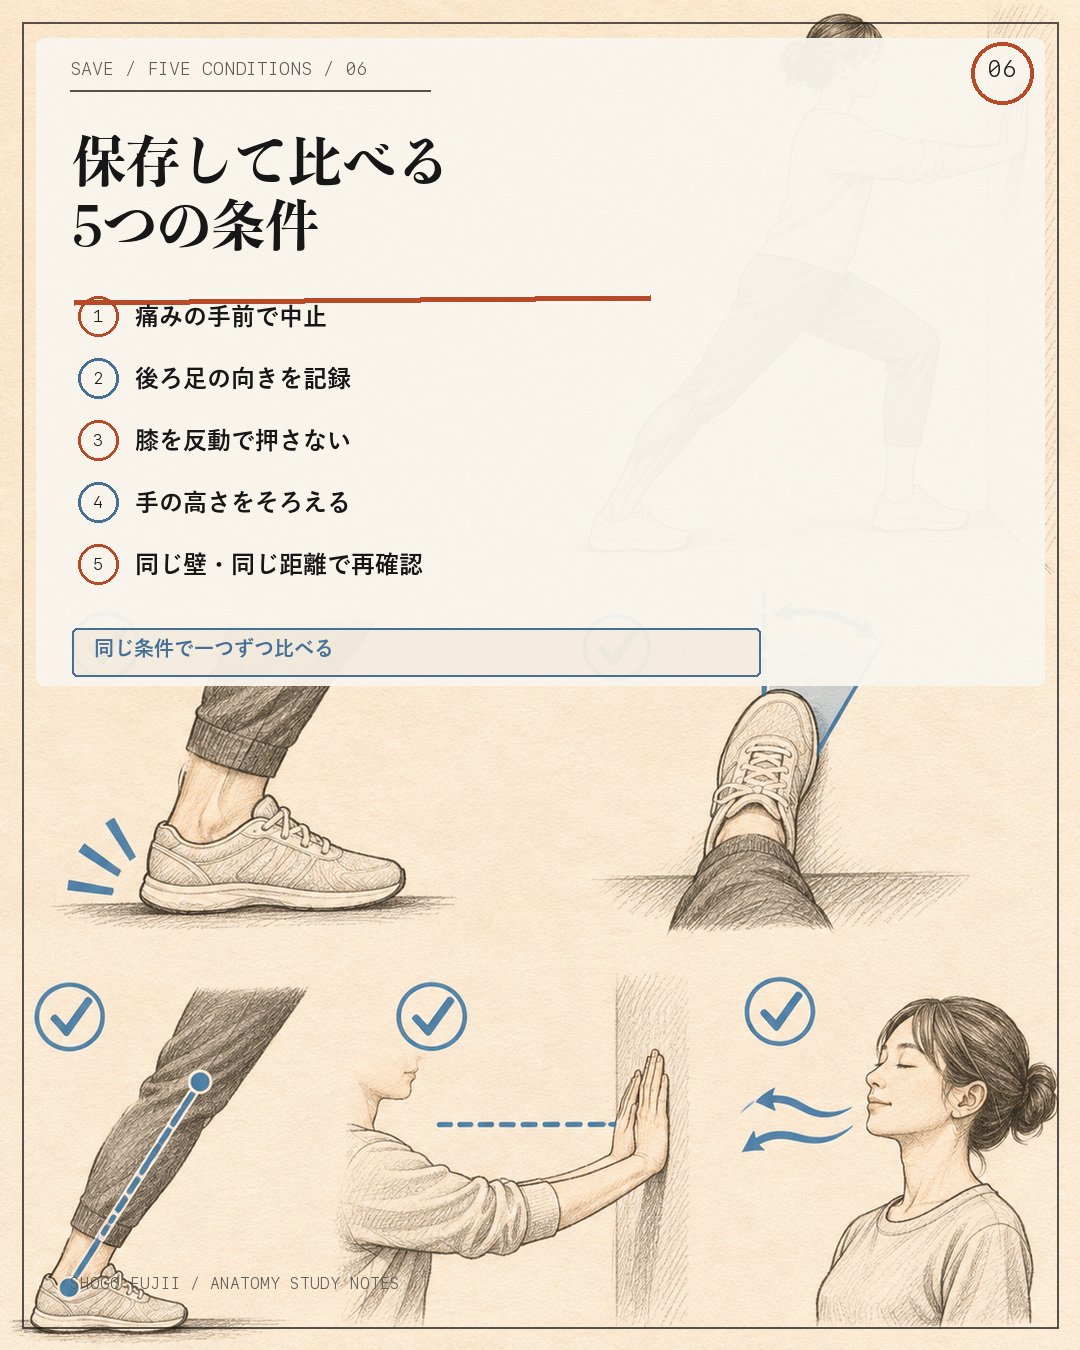 SAVE / FIVE CONDITIONS / 06
06
保存して比べる
5つの条件
1 痛みの手前で中止
2 後ろ足の向きを記録
3 膝を反動で押さない
4 手の高さをそろえる
5 同じ壁・同じ距離で再確認
同じ条件で一つずつ比べる
SHOGO FUJII / ANATOMY STUDY NOTES